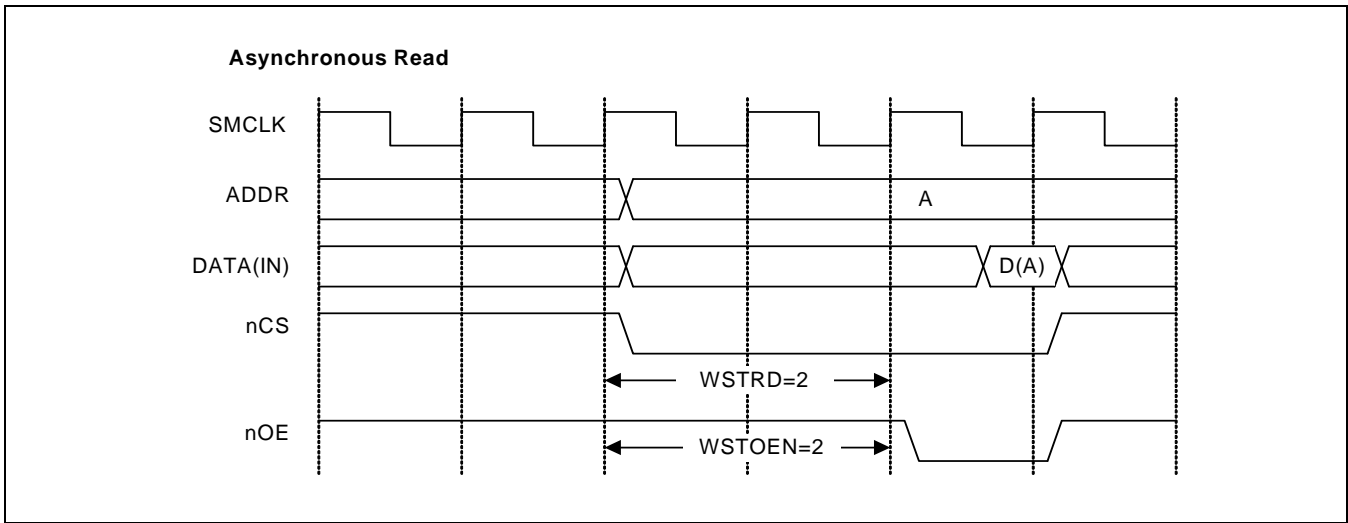 Asynchronous Read
SMCLK
ADDR
A
DATA(IN)
D(A)
nCS
WSTRD=2
nOE
WSTOEN=2